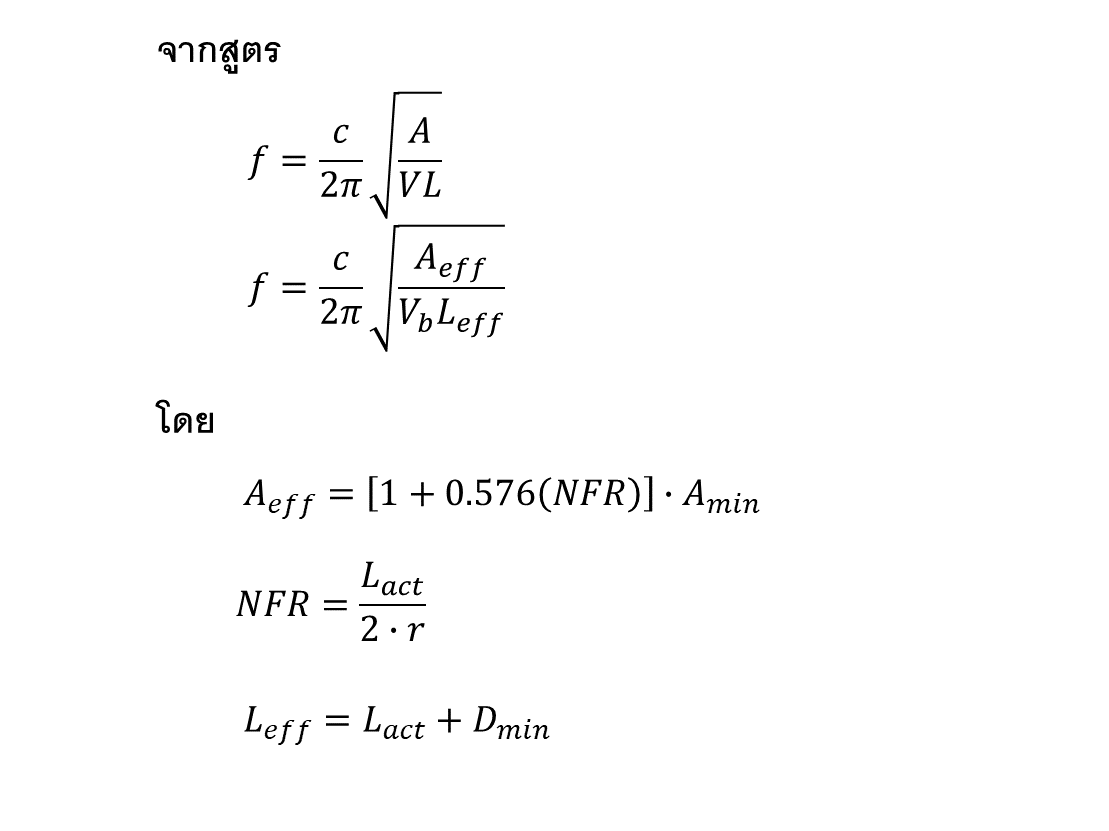 จากสูตร
f = \frac{c}{2\pi}\sqrt{\frac{A}{VL}}
f = \frac{c}{2\pi}\sqrt{\frac{A_{eff}}{V_b L_{eff}}}
โดย
A_{eff} = [1 + 0.576(NFR)] \cdot A_{min}
NFR = \frac{L_{act}}{2 \cdot r}
L_{eff} = L_{act} + D_{min}